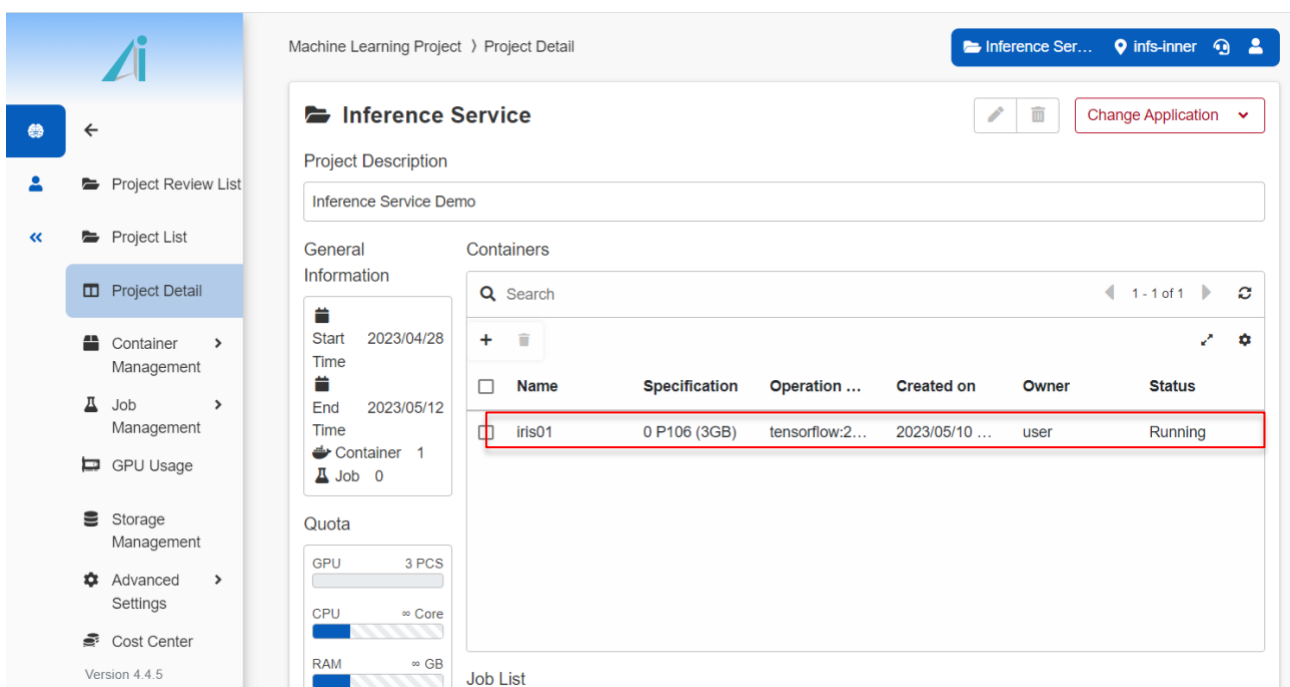 Ai
Machine Learning Project 〉 Project Detail
Inference Ser... infs-inner
Project Review List
Project List
Project Detail
Container
Management
Job
Management
GPU Usage
Storage
Management
Advanced
Settings
Cost Center
Version 4.4.5
Inference Service
Change Application
Project Description
Inference Service Demo
General
Information
Start 2023/04/28
Time
End 2023/05/12
Time
Container 1
Job 0
Quota
GPU 3 PCS
CPU ∞ Core
RAM ∞ GB
Containers
Search 1 - 1 of 1
Name Specification Operation ... Created on Owner Status
iris01 0 P106 (3GB) tensorflow:2... 2023/05/10 ... user Running
Job List